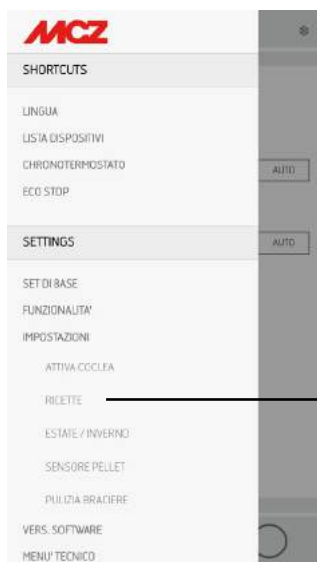 MCZ
SHORTCUTS
LINGUA
LISTA DISPOSITIVI
CHRONOTERMOSTATO
AUTO
ECO STOP
SETTINGS
AUTO
SET DI BASE
FUNZIONALITA'
IMPOSTAZIONI
ATTIVA COCLEA
RICETTE
ESTATE / INVERNO
SENSORE PELLET
PULIZIA BRACIERE
VERS. SOFTWARE
MENU' TECNICO